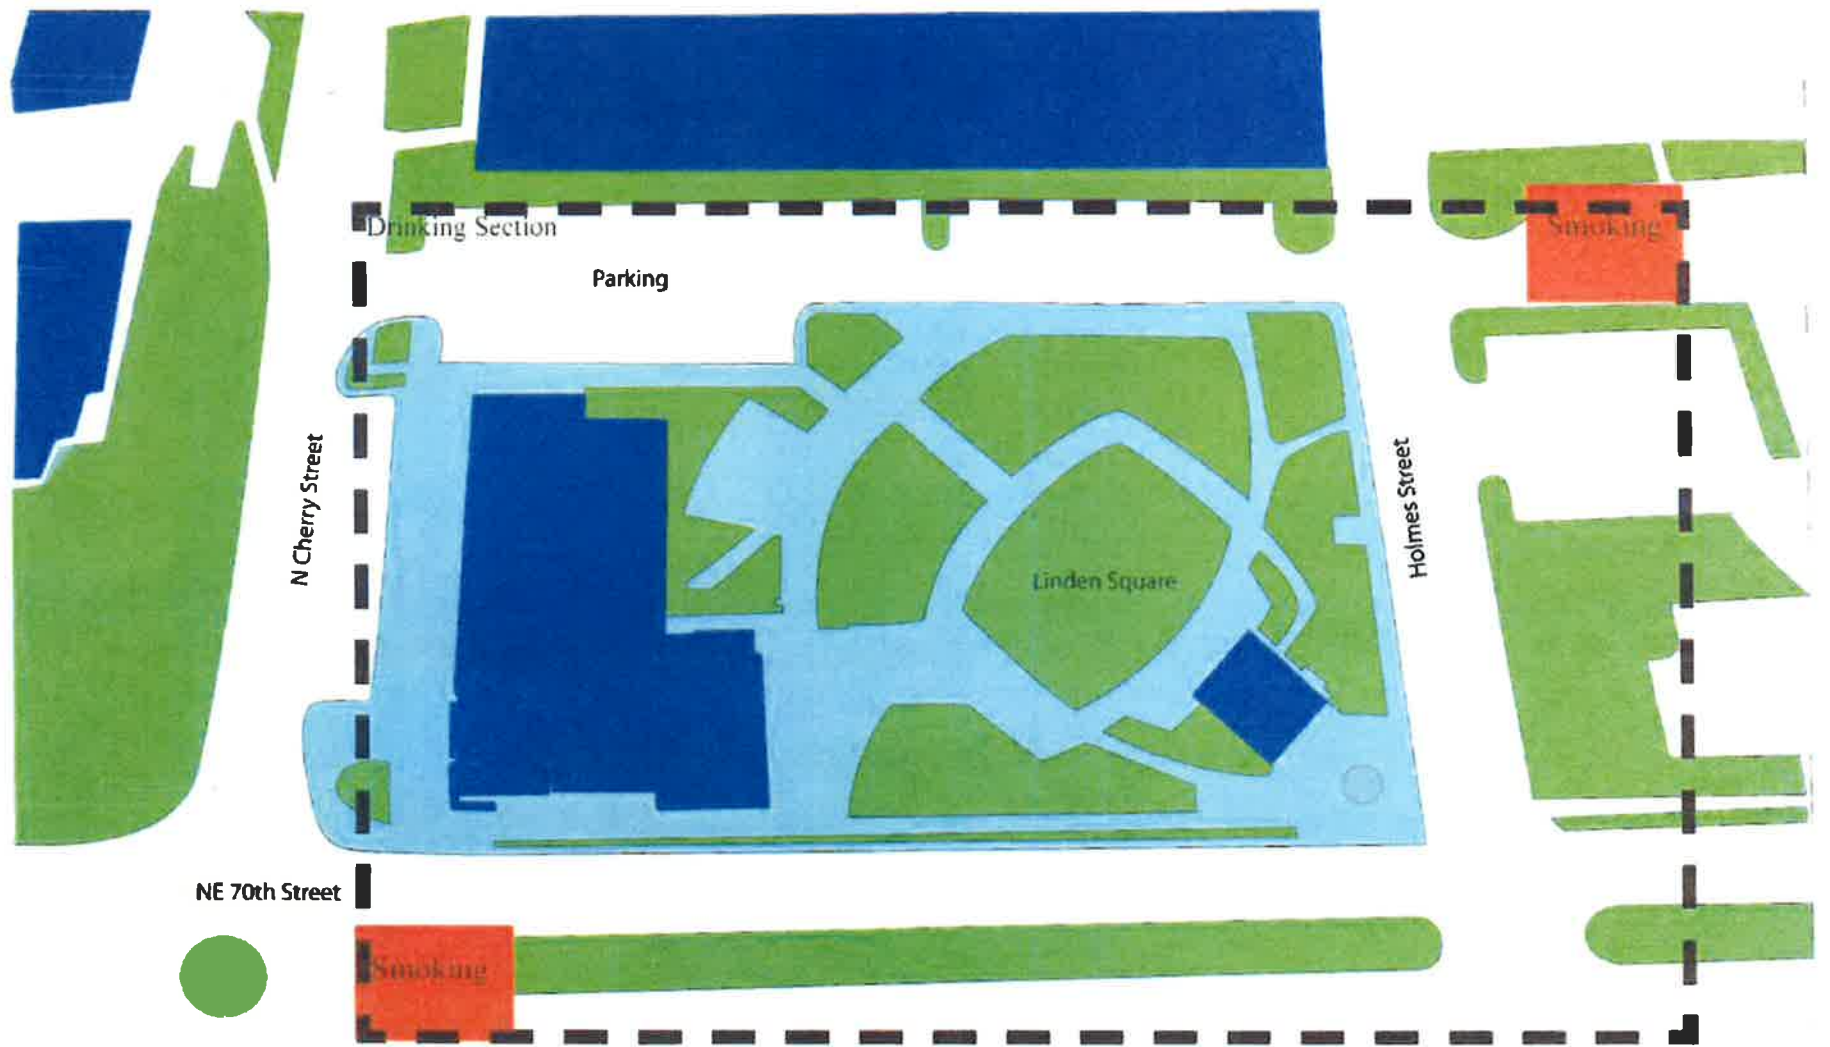 Drinking Section
Smoking
Parking
N Cherry Street
Holmes Street
Linden Square
NE 70th Street
Smoking